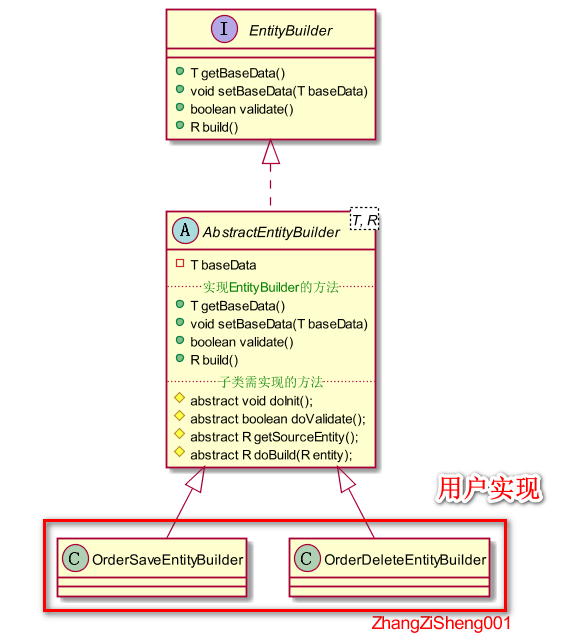 I EntityBuilder
T getBaseData()
void setBaseData(T baseData)
boolean validate()
R build()
T, R
A AbstractEntityBuilder
T baseData
实现EntityBuilder的方法
T getBaseData()
void setBaseData(T baseData)
boolean validate()
R build()
子类需实现的方法
abstract void doInit();
abstract boolean doValidate();
abstract R getSourceEntity();
abstract R doBuild(R entity);
用户实现
C OrderSaveEntityBuilder
C OrderDeleteEntityBuilder
ZhangZiSheng001